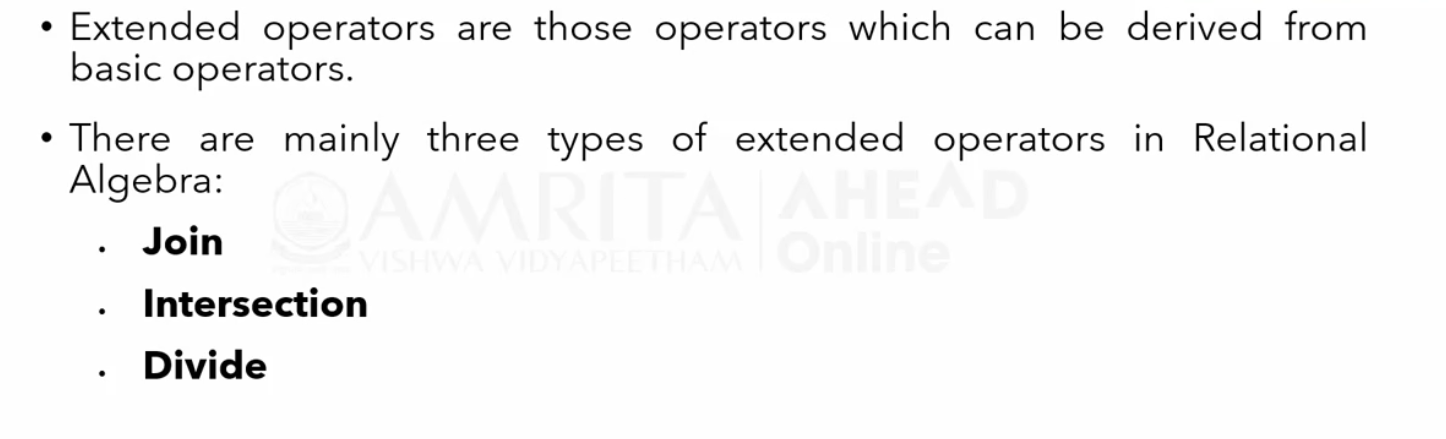 • Extended operators are those operators which can be derived from
basic operators.
• There are mainly three types of extended operators in Relational
Algebra:
AMRITA AHEAD
VISHWA VIDYAPEETHAM Online
. Join
. Intersection
. Divide